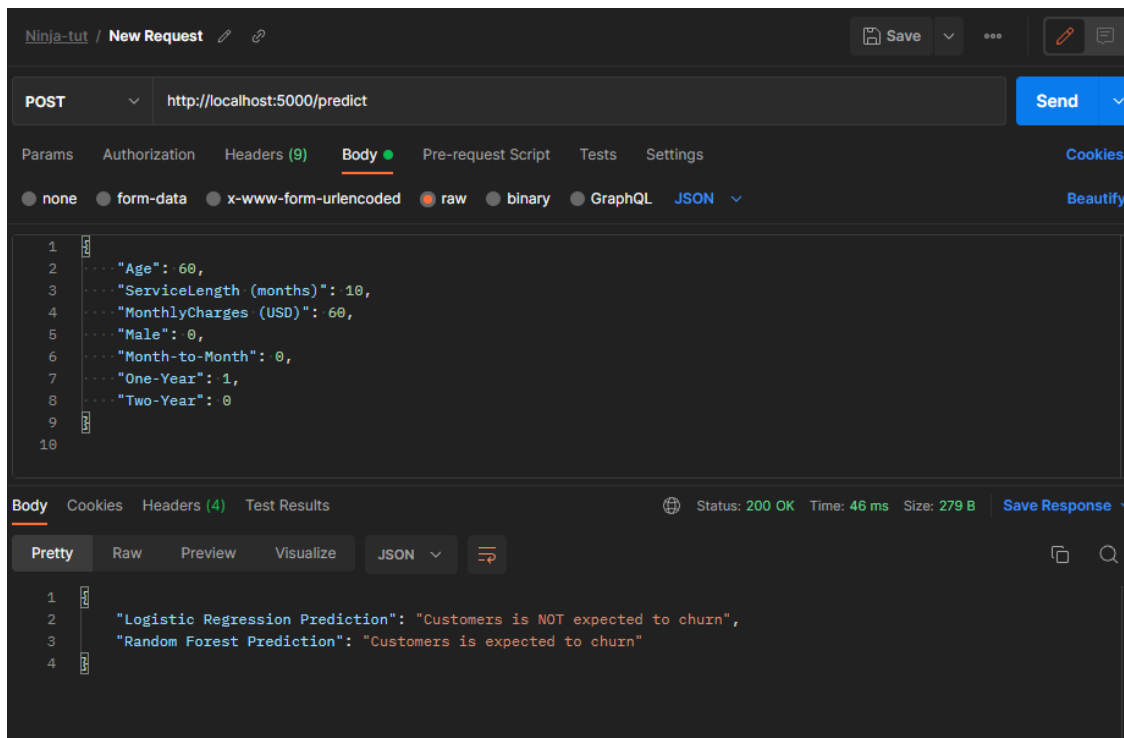 Ninja-tut / New Request
Save
POST http://localhost:5000/predict Send
Params Authorization Headers (9) Body Pre-request Script Tests Settings Cookies
none form-data x-www-form-urlencoded raw binary GraphQL JSON Beautify
1 {
2 "Age": 60,
3 "ServiceLength (months)": 10,
4 "MonthlyCharges (USD)": 60,
5 "Male": 0,
6 "Month-to-Month": 0,
7 "One-Year": 1,
8 "Two-Year": 0
9 }
10
Body Cookies Headers (4) Test Results Status: 200 OK Time: 46 ms Size: 279 B Save Response
Pretty Raw Preview Visualize JSON
1 {
2 "Logistic Regression Prediction": "Customers is NOT expected to churn",
3 "Random Forest Prediction": "Customers is expected to churn"
4 }